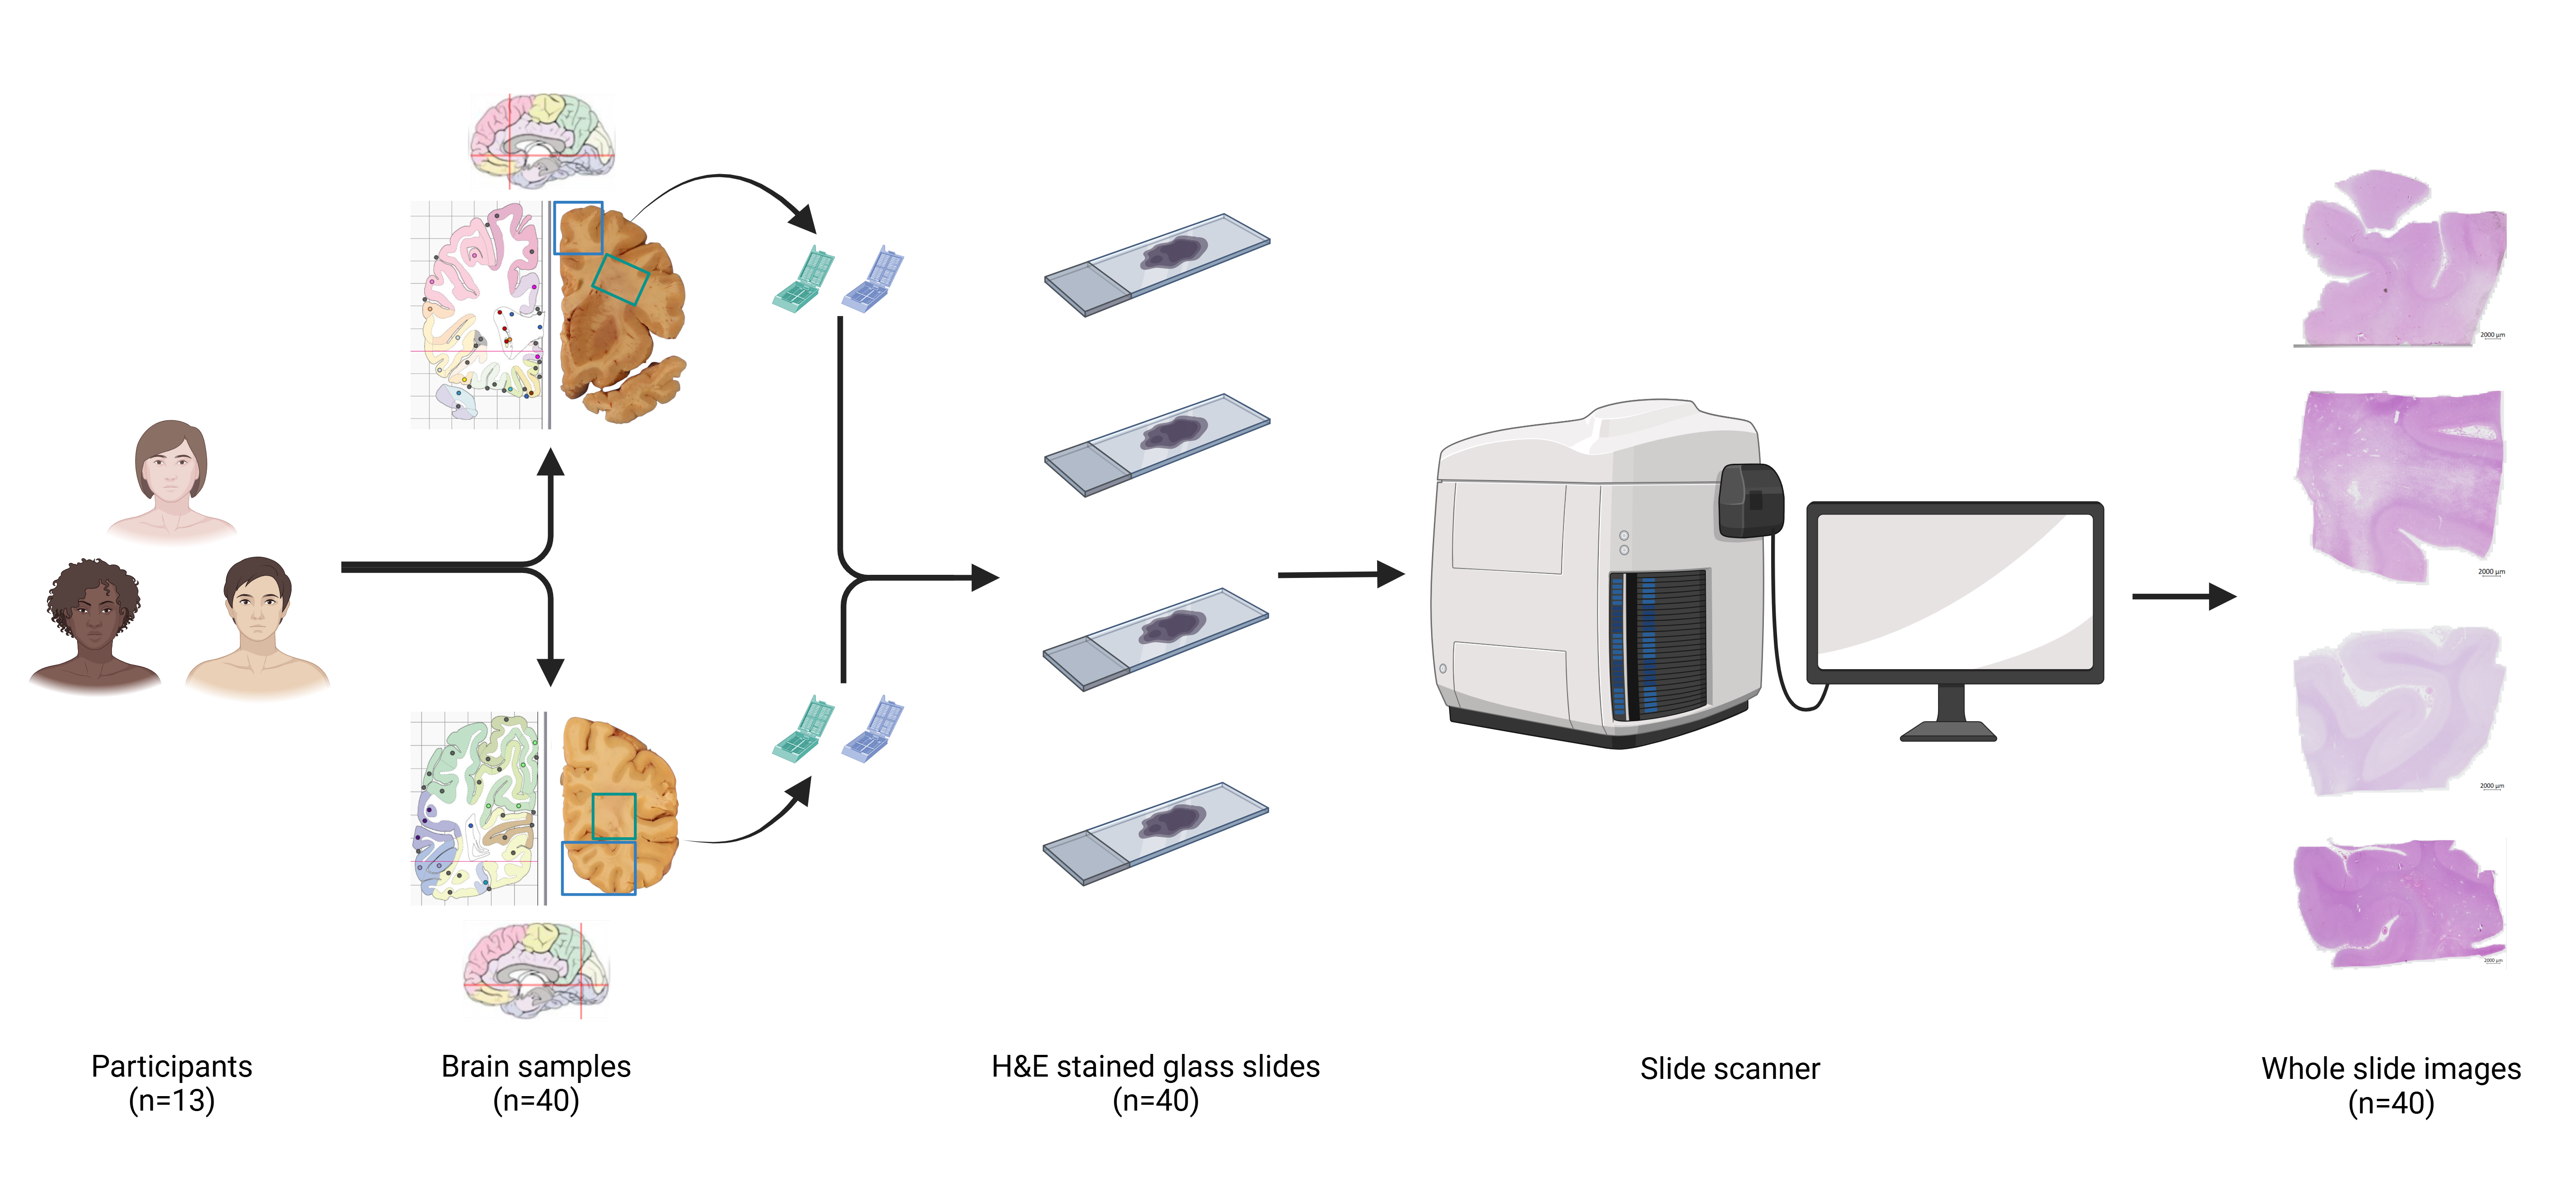 2000 µm
2000 µm
2000 µm
2000 µm
Participants
(n=13)
Brain samples
(n=40)
H&E stained glass slides
(n=40)
Slide scanner
Whole slide images
(n=40)